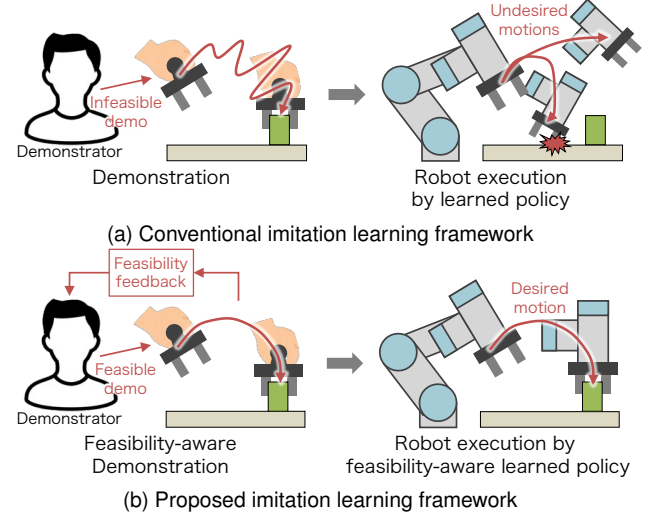 Undesired
motions
Infeasible
demo
Demonstrator
Demonstration
Robot execution
by learned policy
(a) Conventional imitation learning framework
Feasibility
feedback
Desired
motion
Feasible
demo
Demonstrator
Feasibility-aware
Demonstration
Robot execution by
feasibility-aware learned policy
(b) Proposed imitation learning framework